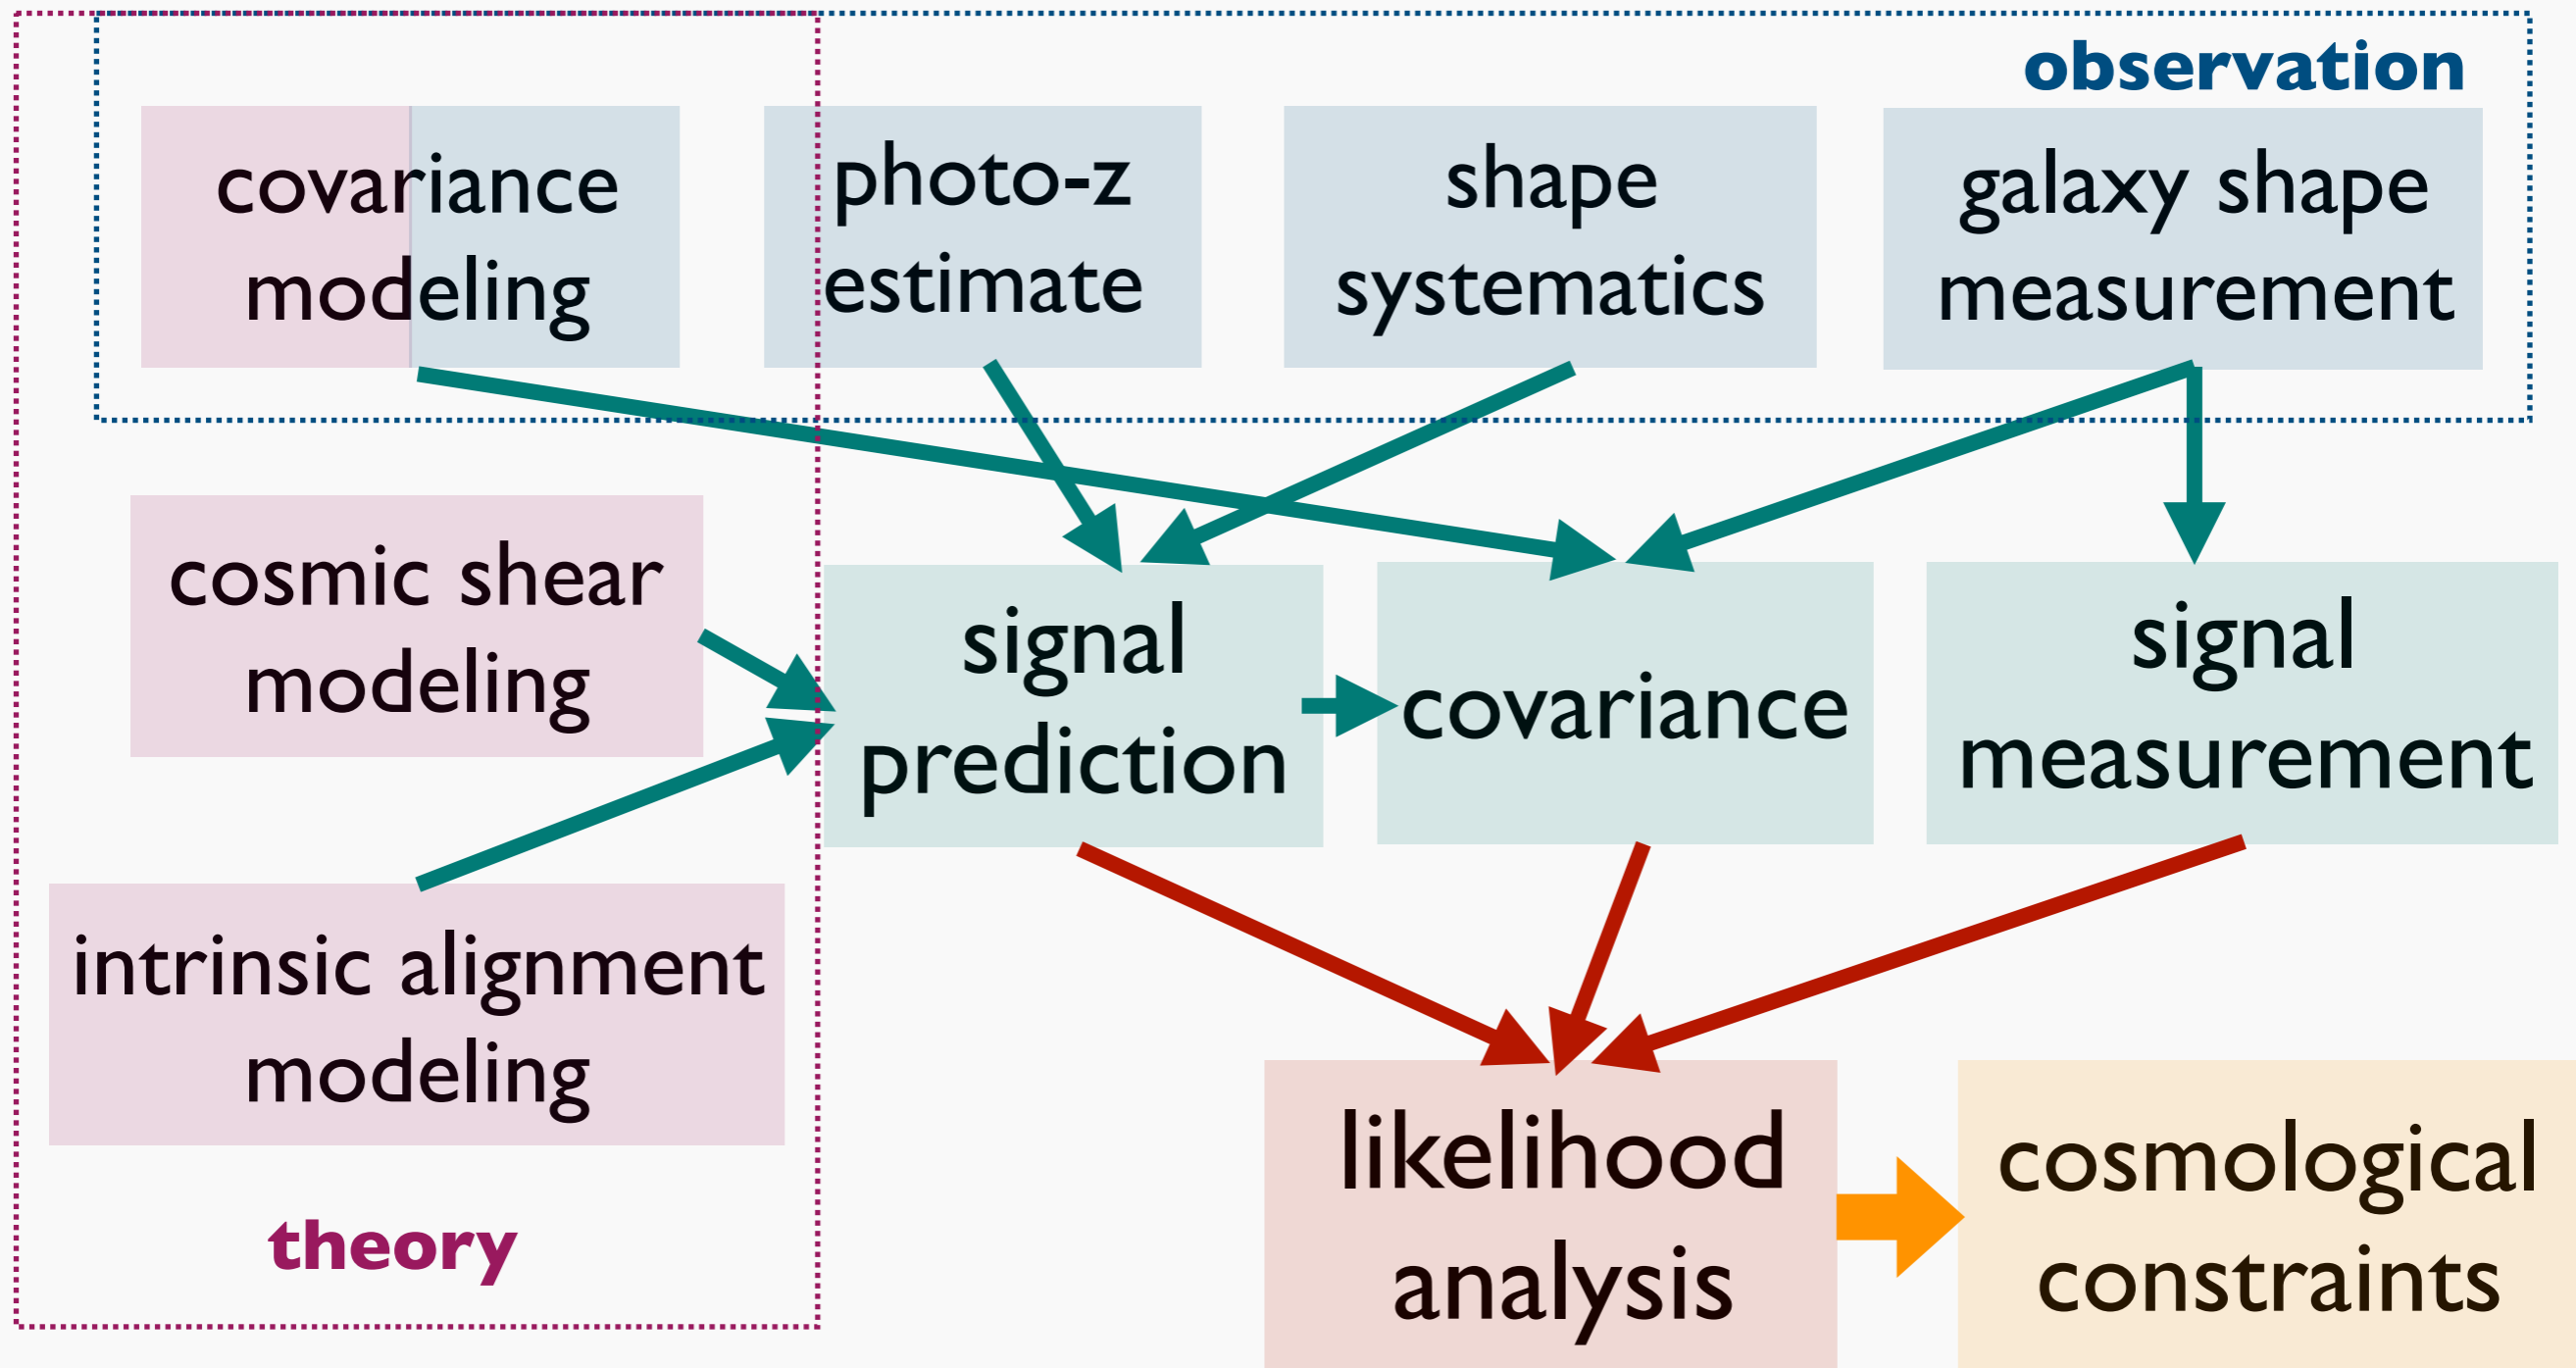 observation
covariance
modeling
photo-z
estimate
shape
systematics
galaxy shape
measurement
cosmic shear
modeling
signal
prediction
covariance
signal
measurement
intrinsic alignment
modeling
theory
likelihood
analysis
cosmological
constraints